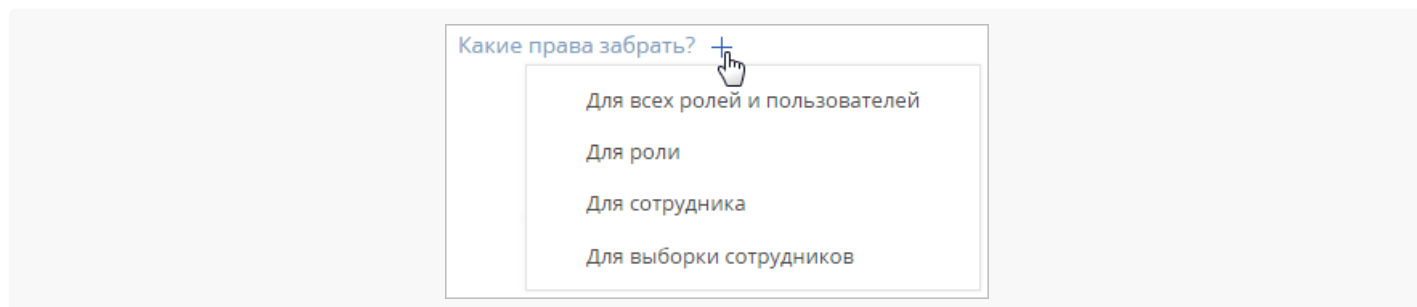 Какие права забрать? +
Для всех ролей и пользователей
Для роли
Для сотрудника
Для выборки сотрудников